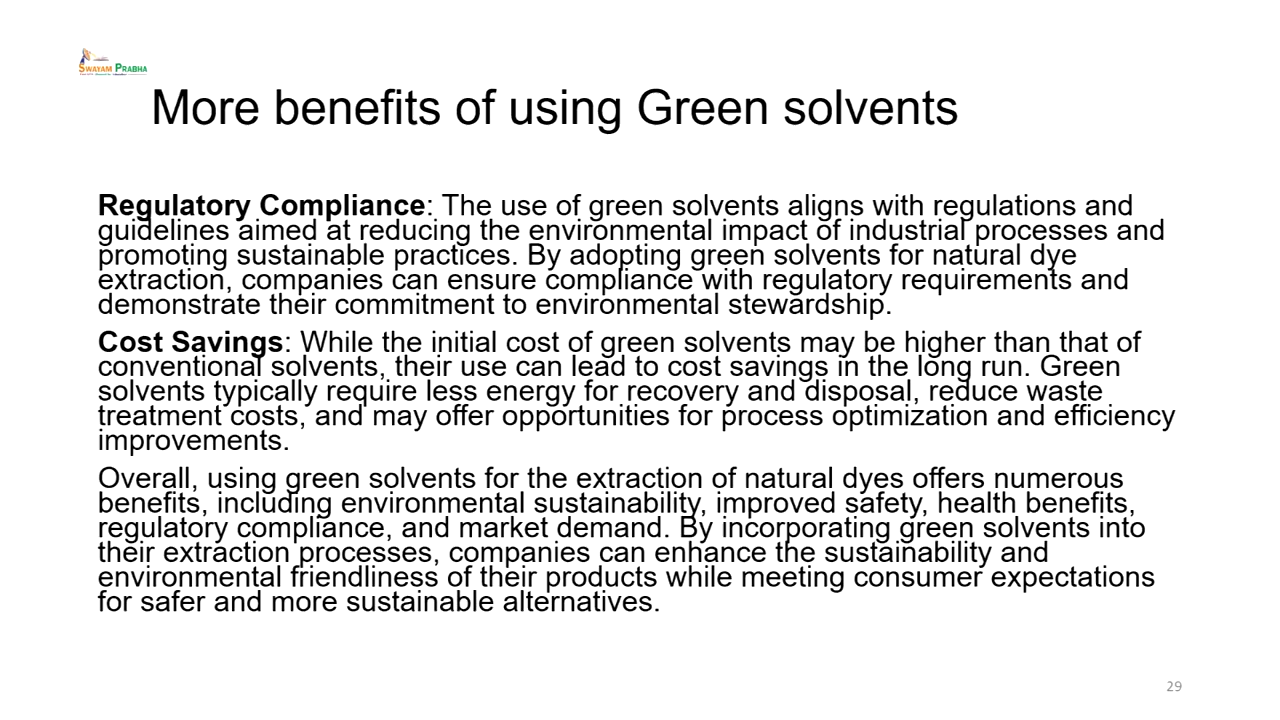 SWAYAM PRABHA
More benefits of using Green solvents
Regulatory Compliance: The use of green solvents aligns with regulations and
guidelines aimed at reducing the environmental impact of industrial processes and
promoting sustainable practices. By adopting green solvents for natural dye
extraction, companies can ensure compliance with regulatory requirements and
demonstrate their commitment to environmental stewardship.
Cost Savings: While the initial cost of green solvents may be higher than that of
conventional solvents, their use can lead to cost savings in the long run. Green
solvents typically require less energy for recovery and disposal, reduce waste
treatment costs, and may offer opportunities for process optimization and efficiency
improvements.
Overall, using green solvents for the extraction of natural dyes offers numerous
benefits, including environmental sustainability, improved safety, health benefits,
regulatory compliance, and market demand. By incorporating green solvents into
their extraction processes, companies can enhance the sustainability and
environmental friendliness of their products while meeting consumer expectations
for safer and more sustainable alternatives.
29